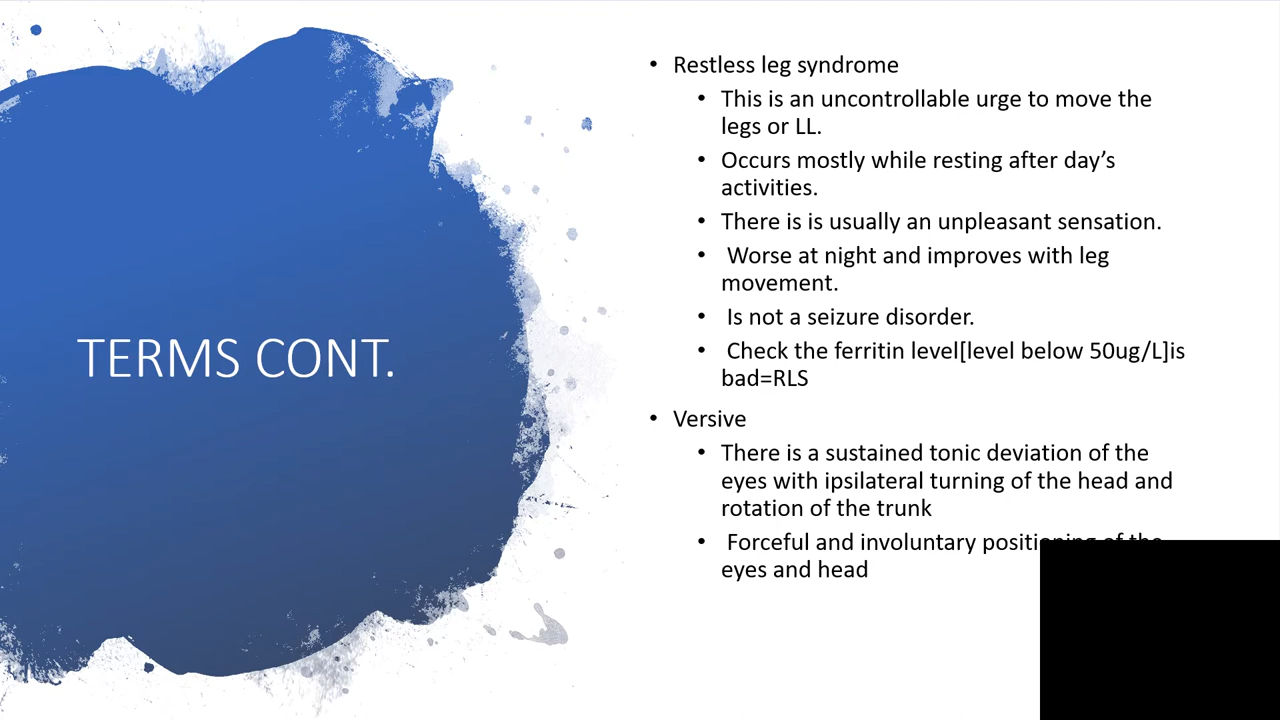 TERMS CONT.
• Restless leg syndrome
• This is an uncontrollable urge to move the
legs or LL.
• Occurs mostly while resting after day’s
activities.
• There is is usually an unpleasant sensation.
• Worse at night and improves with leg
movement.
• Is not a seizure disorder.
• Check the ferritin level[level below 50ug/L]is
bad=RLS
• Versive
• There is a sustained tonic deviation of the
eyes with ipsilateral turning of the head and
rotation of the trunk
• Forceful and involuntary positioning of the
eyes and head